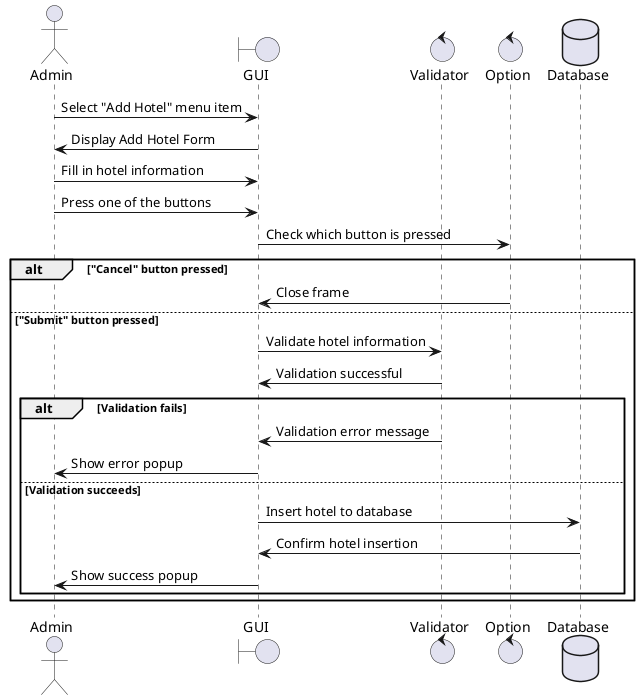 Admin GUI Validator Option Database
Select "Add Hotel" menu item
Display Add Hotel Form
Fill in hotel information
Press one of the buttons
Check which button is pressed
alt ["Cancel" button pressed]
Close frame
["Submit" button pressed]
Validate hotel information
Validation successful
alt [Validation fails]
Validation error message
Show error popup
[Validation succeeds]
Insert hotel to database
Confirm hotel insertion
Show success popup
Admin GUI Validator Option Database